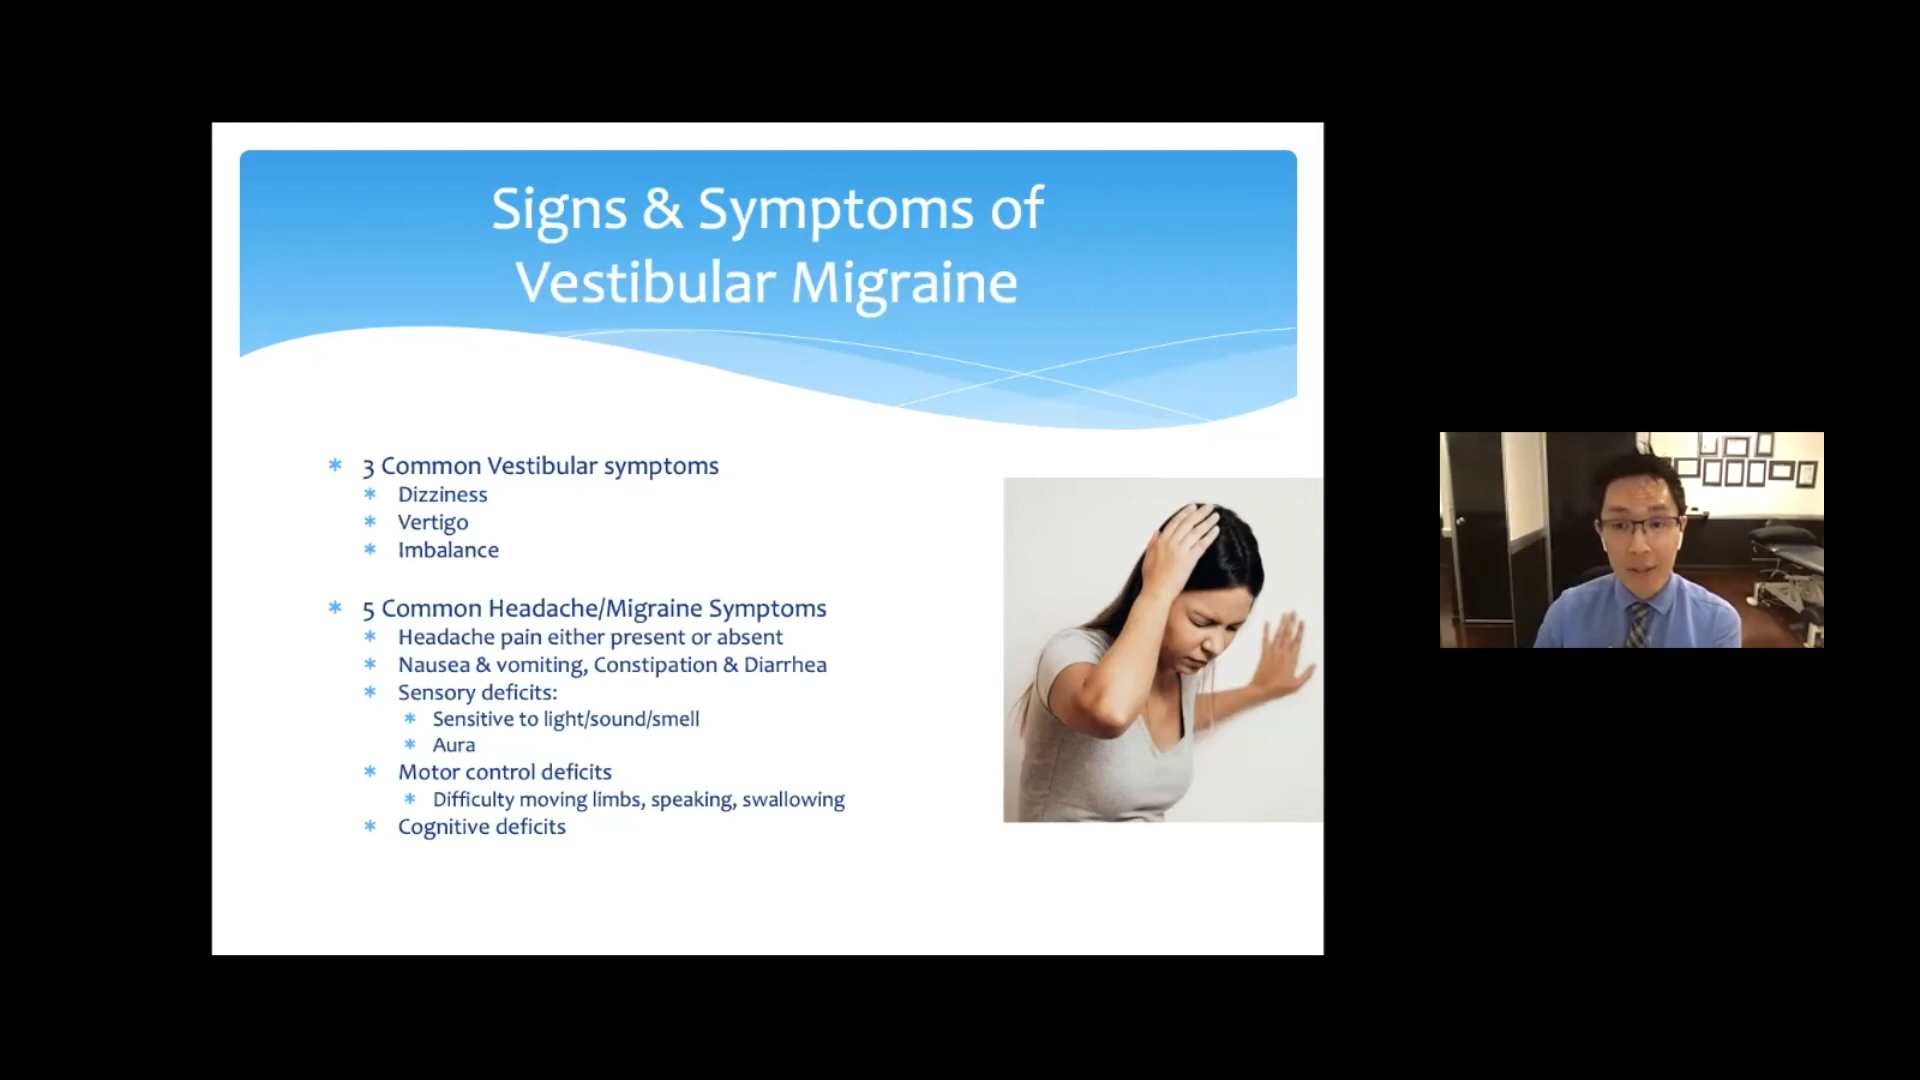 Signs & Symptoms of
Vestibular Migraine
3 Common Vestibular symptoms
Dizziness
Vertigo
Imbalance
5 Common Headache/Migraine Symptoms
Headache pain either present or absent
Nausea & vomiting, Constipation & Diarrhea
Sensory deficits:
Sensitive to light/sound/smell
Aura
Motor control deficits
Difficulty moving limbs, speaking, swallowing
Cognitive deficits